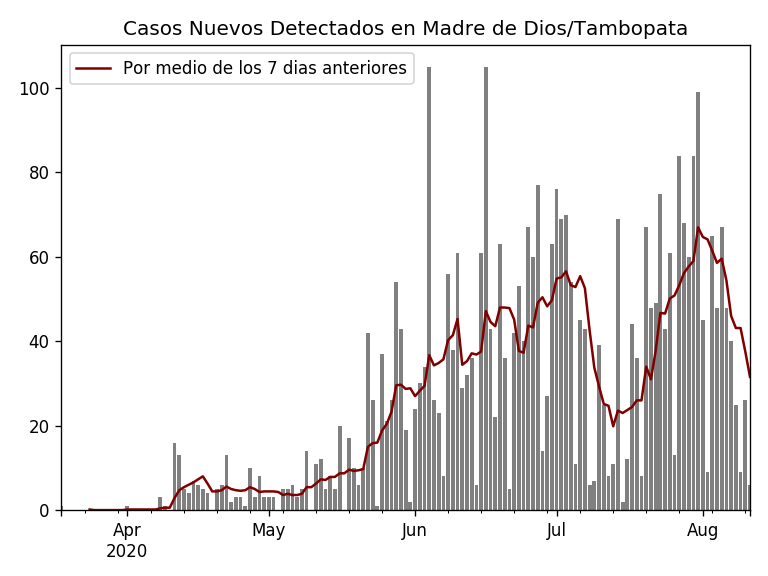 Casos Nuevos Detectados en Madre de Dios/Tambopata
Por medio de los 7 dias anteriores
100
80
60
40
20
0
Apr May Jun Jul Aug
2020